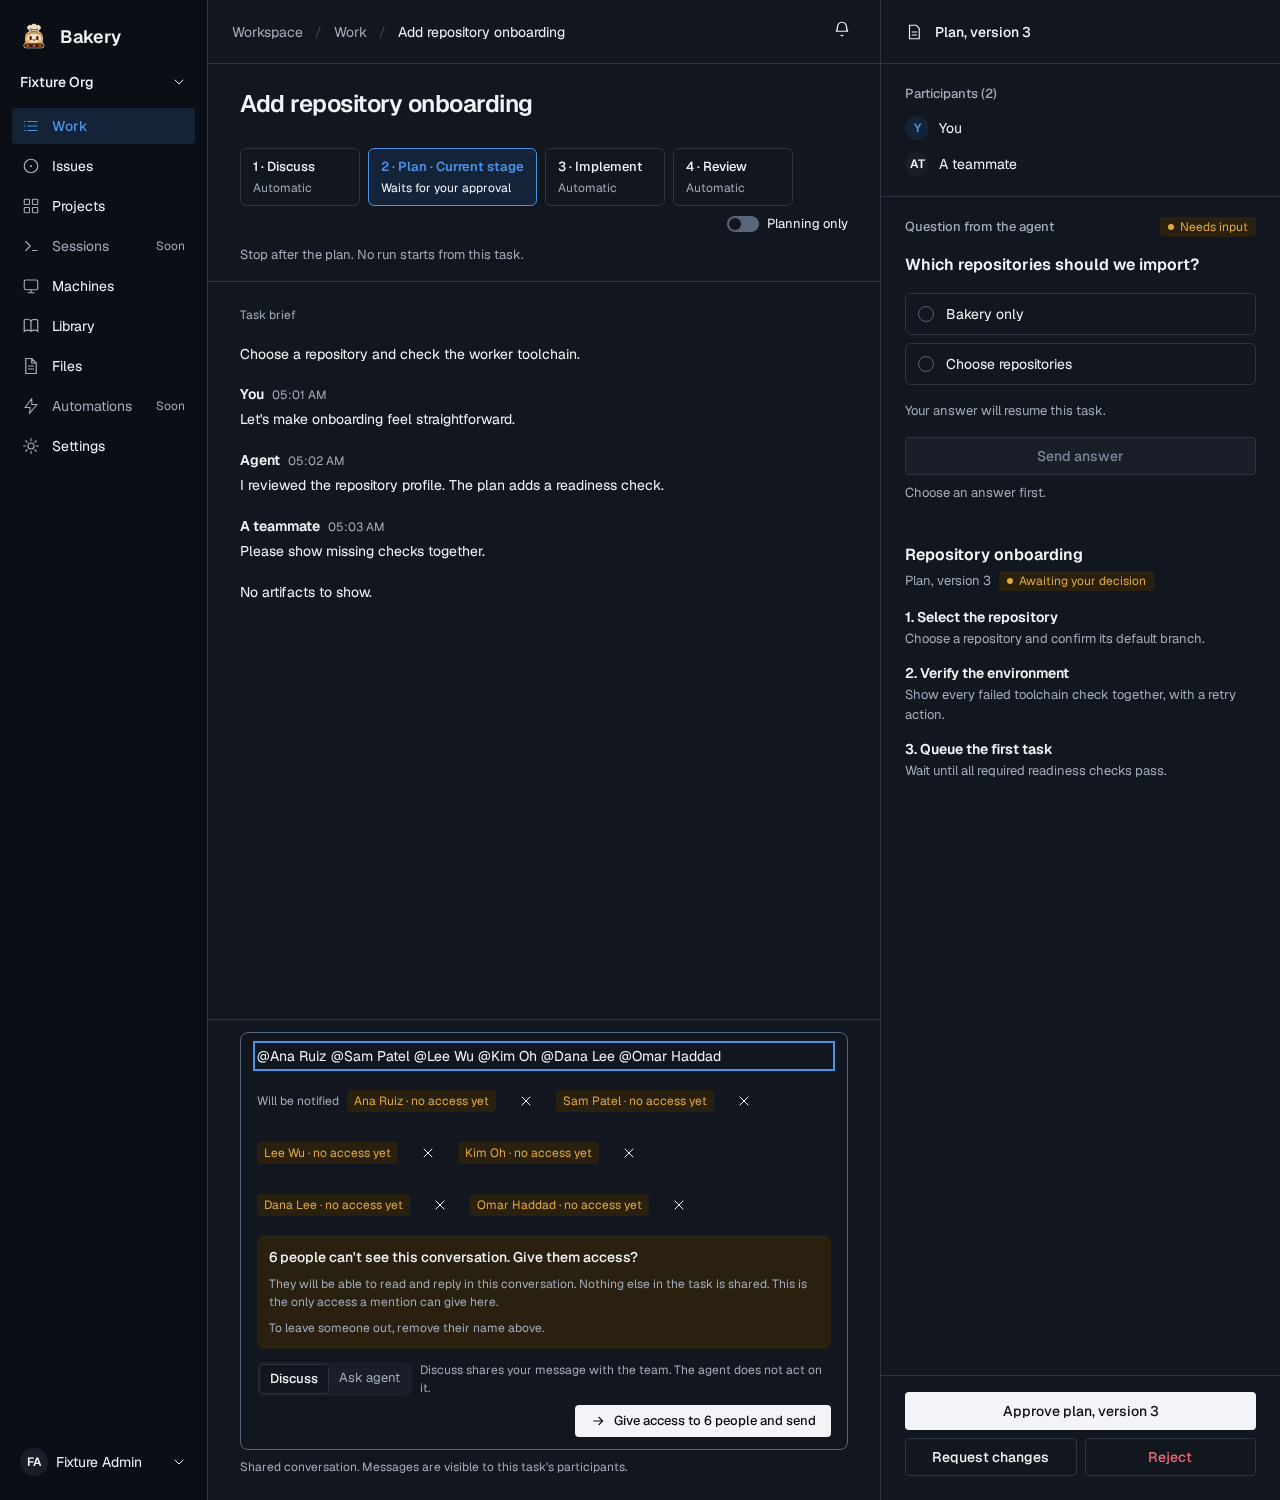 Bakery
Fixture Org
Work
Issues
Projects
Sessions Soon
Machines
Library
Files
Automations Soon
Settings
FA Fixture Admin
Workspace / Work / Add repository onboarding
Add repository onboarding
1 · Discuss
Automatic
2 · Plan · Current stage
Waits for your approval
3 · Implement
Automatic
4 · Review
Automatic
Planning only
Stop after the plan. No run starts from this task.
Task brief
Choose a repository and check the worker toolchain.
You 05:01 AM
Let's make onboarding feel straightforward.
Agent 05:02 AM
I reviewed the repository profile. The plan adds a readiness check.
A teammate 05:03 AM
Please show missing checks together.
No artifacts to show.
@Ana Ruiz @Sam Patel @Lee Wu @Kim Oh @Dana Lee @Omar Haddad
Will be notified Ana Ruiz · no access yet Sam Patel · no access yet
Lee Wu · no access yet Kim Oh · no access yet
Dana Lee · no access yet Omar Haddad · no access yet
6 people can't see this conversation. Give them access?
They will be able to read and reply in this conversation. Nothing else in the task is shared. This is
the only access a mention can give here.
To leave someone out, remove their name above.
Discuss Ask agent
Discuss shares your message with the team. The agent does not act on
it.
Give access to 6 people and send
Shared conversation. Messages are visible to this task's participants.
Plan, version 3
Participants (2)
Y You
AT A teammate
Question from the agent Needs input
Which repositories should we import?
Bakery only
Choose repositories
Your answer will resume this task.
Send answer
Choose an answer first.
Repository onboarding
Plan, version 3 Awaiting your decision
1. Select the repository
Choose a repository and confirm its default branch.
2. Verify the environment
Show every failed toolchain check together, with a retry
action.
3. Queue the first task
Wait until all required readiness checks pass.
Approve plan, version 3
Request changes Reject